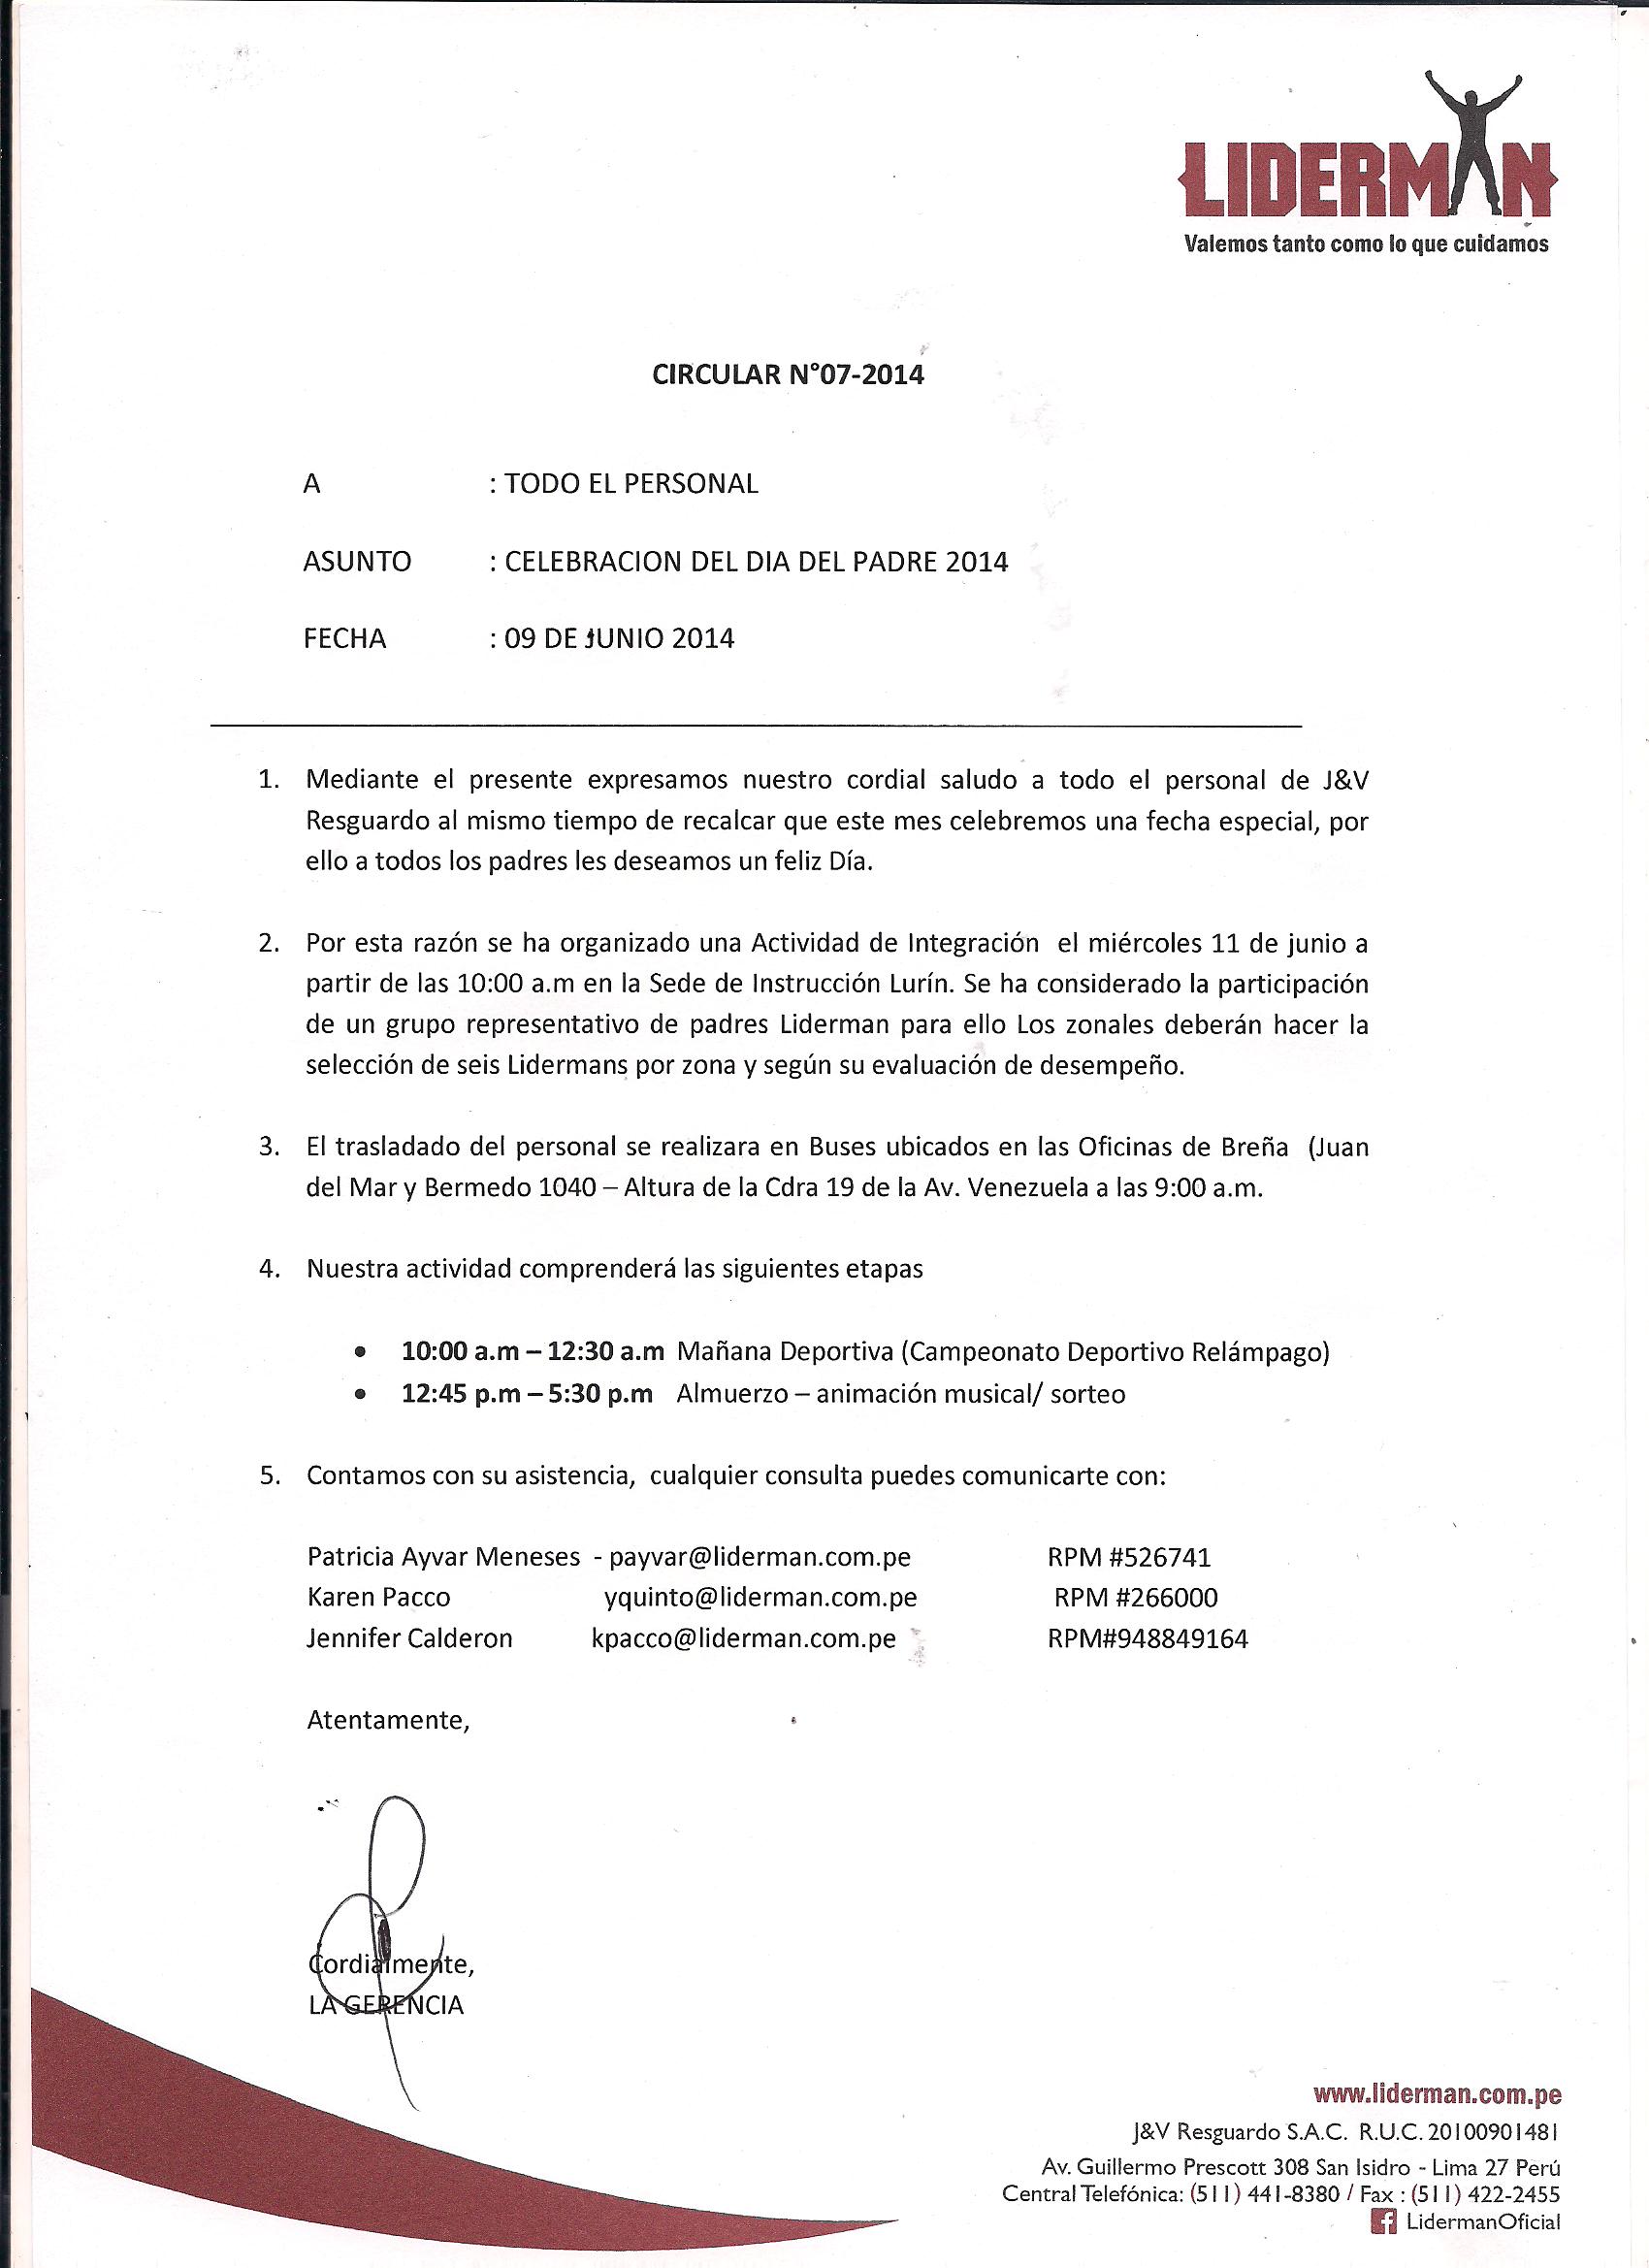 LIDERMAN
Valemos tanto como lo que cuidamos
CIRCULAR N°07-2014
A : TODO EL PERSONAL
ASUNTO : CELEBRACION DEL DIA DEL PADRE 2014
FECHA : 09 DE JUNIO 2014
1. Mediante el presente expresamos nuestro cordial saludo a todo el personal de J&V
Resguardo al mismo tiempo de recalcar que este mes celebremos una fecha especial, por
ello a todos los padres les deseamos un feliz Día.
2. Por esta razón se ha organizado una Actividad de Integración el miércoles 11 de junio a
partir de las 10:00 a.m en la Sede de Instrucción Lurín. Se ha considerado la participación
de un grupo representativo de padres Liderman para ello Los zonales deberán hacer la
selección de seis Lidermans por zona y según su evaluación de desempeño.
3. El trasladado del personal se realizara en Buses ubicados en las Oficinas de Breña (Juan
del Mar y Bermedo 1040 – Altura de la Cdra 19 de la Av. Venezuela a las 9:00 a.m.
4. Nuestra actividad comprenderá las siguientes etapas
• 10:00 a.m – 12:30 a.m Mañana Deportiva (Campeonato Deportivo Relámpago)
• 12:45 p.m – 5:30 p.m Almuerzo – animación musical/ sorteo
5. Contamos con su asistencia, cualquier consulta puedes comunicarte con:
Patricia Ayvar Meneses - payvar@liderman.com.pe RPM #526741
Karen Pacco yquinto@liderman.com.pe RPM #266000
Jennifer Calderon kpacco@liderman.com.pe RPM#948849164
Atentamente,
Cordialmente,
LA GERENCIA
www.liderman.com.pe
J&V Resguardo S.A.C. R.U.C. 20100901481
Av. Guillermo Prescott 308 San Isidro - Lima 27 Perú
Central Telefónica: (511) 441-8380 / Fax : (511) 422-2455
LidermanOficial